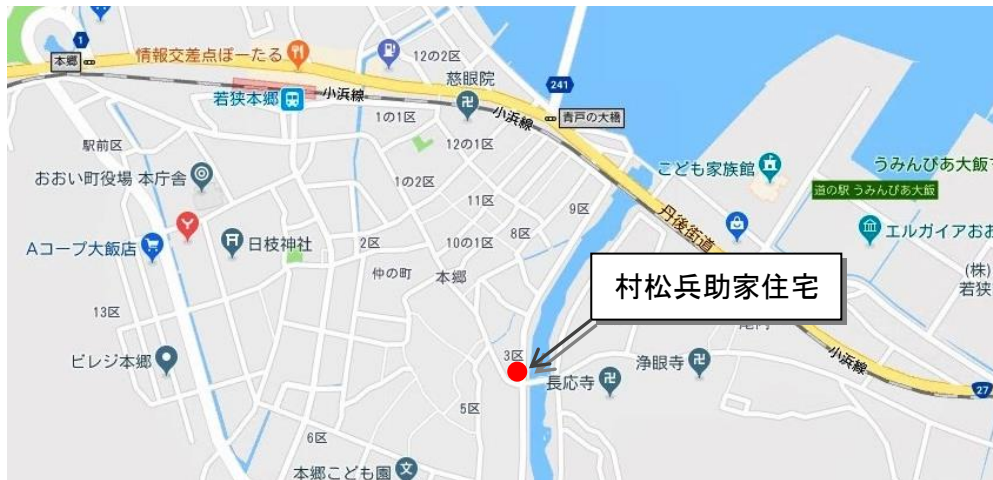 1
本郷
情報交差点ぽーたる
12の2区
慈眼院
241
若狭本郷
小浜線
小浜線
青戸の大橋
1の1区
駅前区
12の1区
こども家族館
うみんぴあ大飯
おおい町役場 本庁舎
1の2区
道の駅 うみんぴあ大飯
11区
9区
丹後街道
Aコープ大飯店
日枝神社
2区
10の1区
8区
エルガイアおお
仲の町
本郷
(株)
若狭
村松兵助家住宅
13区
ビレジ本郷
3区
長応寺
浄眼寺
小浜線
27
5区
6区
本郷こども園